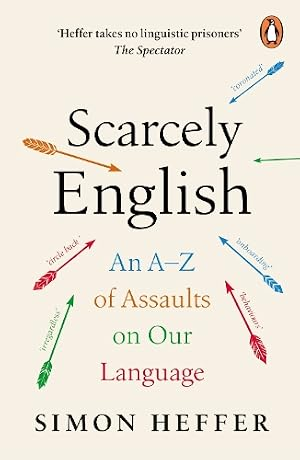 'Heffer takes no linguistic prisoners'
The Spectator
'coronated'
Scarcely
English
'circle back'
An A–Z
'onboarding'
of Assaults
'irregardless'
on Our
'behaviours'
Language
SIMON HEFFER